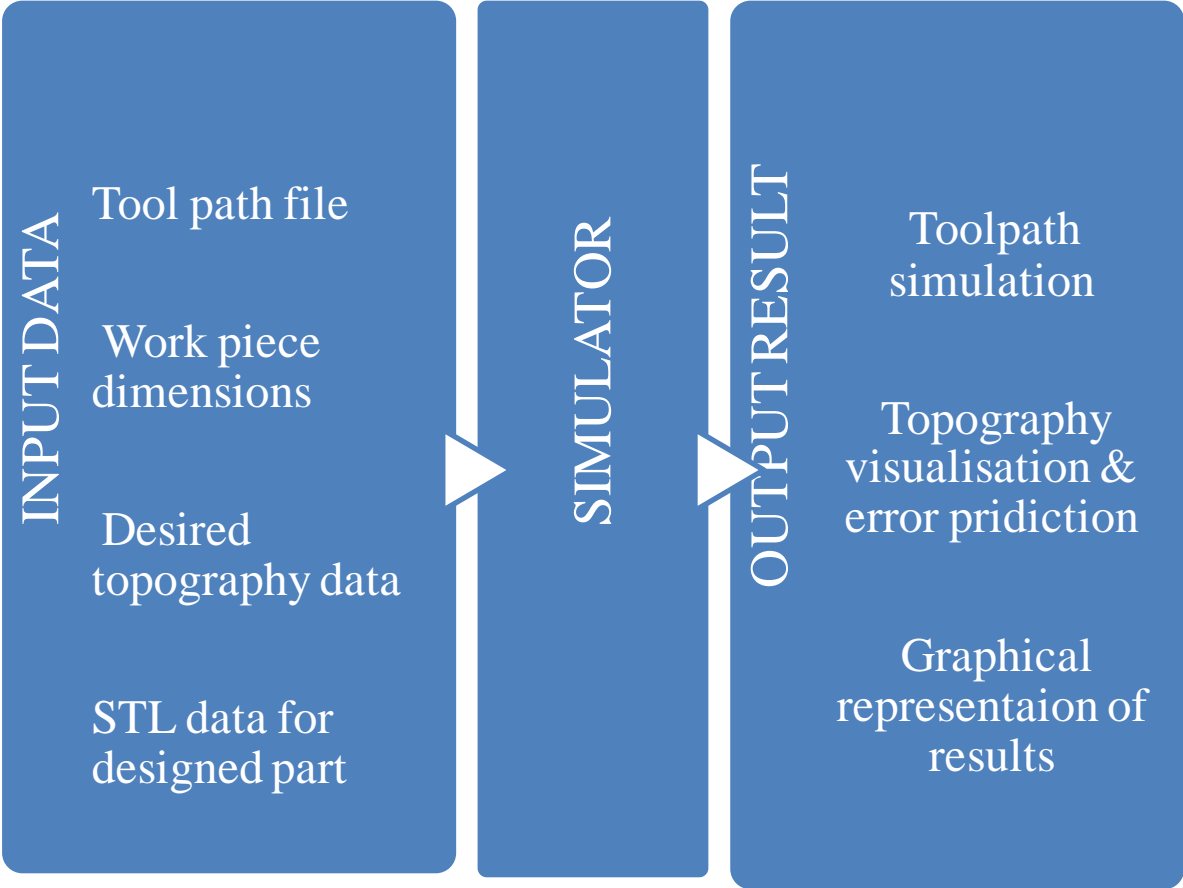 INPUT DATA
Tool path file
Work piece
dimensions
Desired
topography data
STL data for
designed part
SIMULATOR
OUTPUT RESULT
Toolpath
simulation
Topography
visualisation &
error pridiction
Graphical
representaion of
results